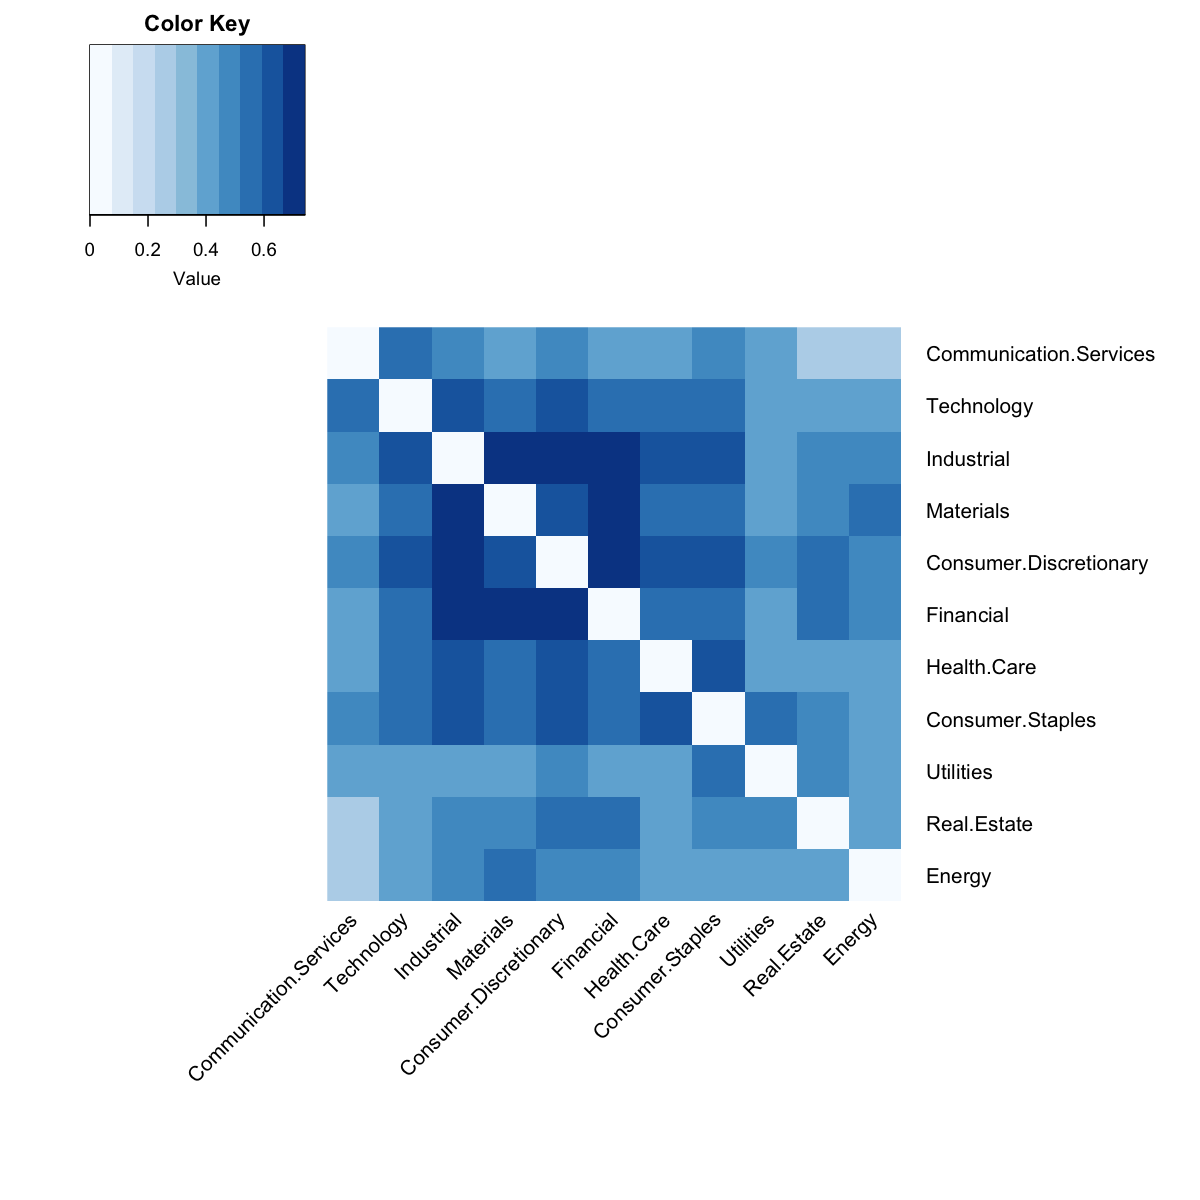 Color Key
0 0.2 0.4 0.6
Value
Communication.Services
Technology
Industrial
Materials
Consumer.Discretionary
Financial
Health.Care
Consumer.Staples
Utilities
Real.Estate
Energy
Communication.Services
Technology
Industrial
Materials
Consumer.Discretionary
Financial
Health.Care
Consumer.Staples
Utilities
Real.Estate
Energy